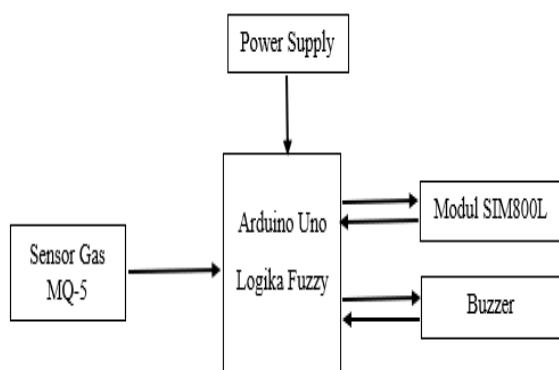 Power Supply
Arduino Uno
Logika Fuzzy
Modul SIM800L
Sensor Gas
MQ-5
Buzzer